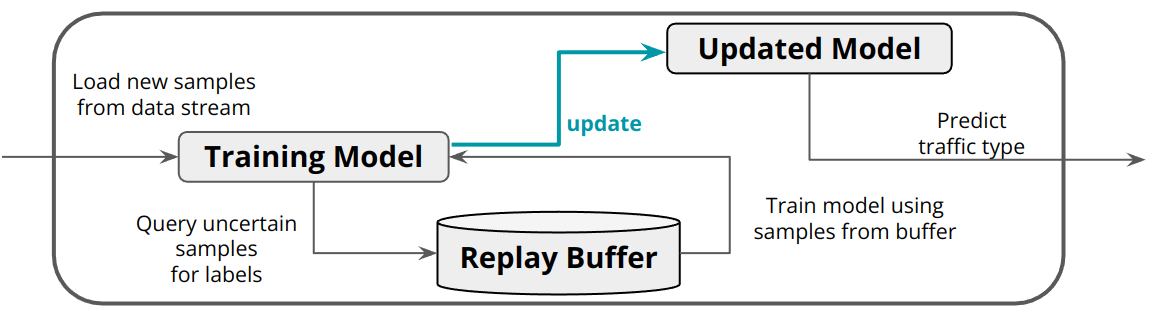 Updated Model
Load new samples
from data stream
update
Predict
traffic type
Training Model
Query uncertain
samples
for labels
Train model using
samples from buffer
Replay Buffer